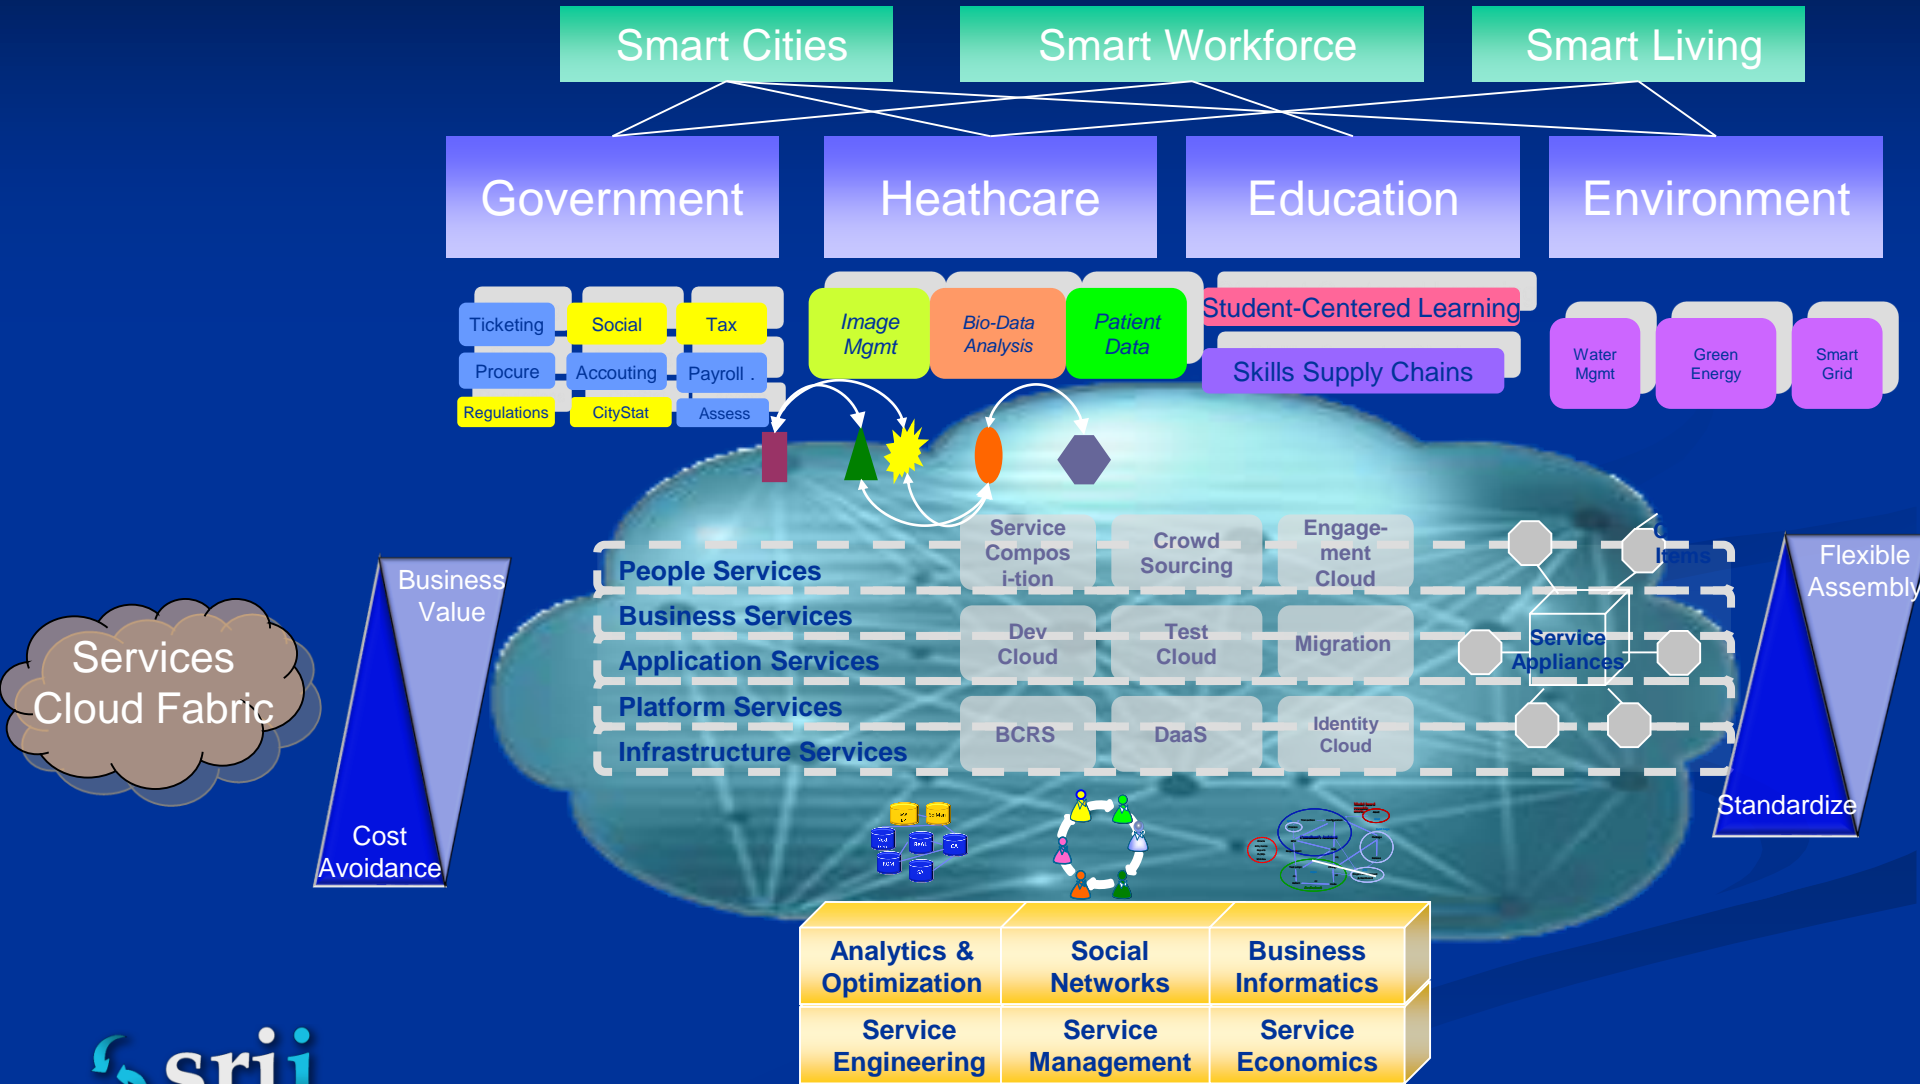 Smart Cities
Smart Workforce
Smart Living
Government
Heathcare
Education
Environment
Ticketing
Social
Tax
Procure
Accouting
Payroll .
Regulations
CityStat
Assess
Image
Mgmt
Bio-Data
Analysis
Patient
Data
Student-Centered Learning
Skills Supply Chains
Water
Mgmt
Green
Energy
Smart
Grid
Services
Cloud Fabric
Business
Value
Cost
Avoidance
People Services
Business Services
Application Services
Platform Services
Infrastructure Services
Service
Compos
i-tion
Crowd
Sourcing
Engage-
ment
Cloud
Dev
Cloud
Test
Cloud
Migration
BCRS
DaaS
Identity
Cloud
Items
Service
Appliances
Flexible
Assembly
Standardize
Analytics &
Optimization
Social
Networks
Business
Informatics
Service
Engineering
Service
Management
Service
Economics
srii